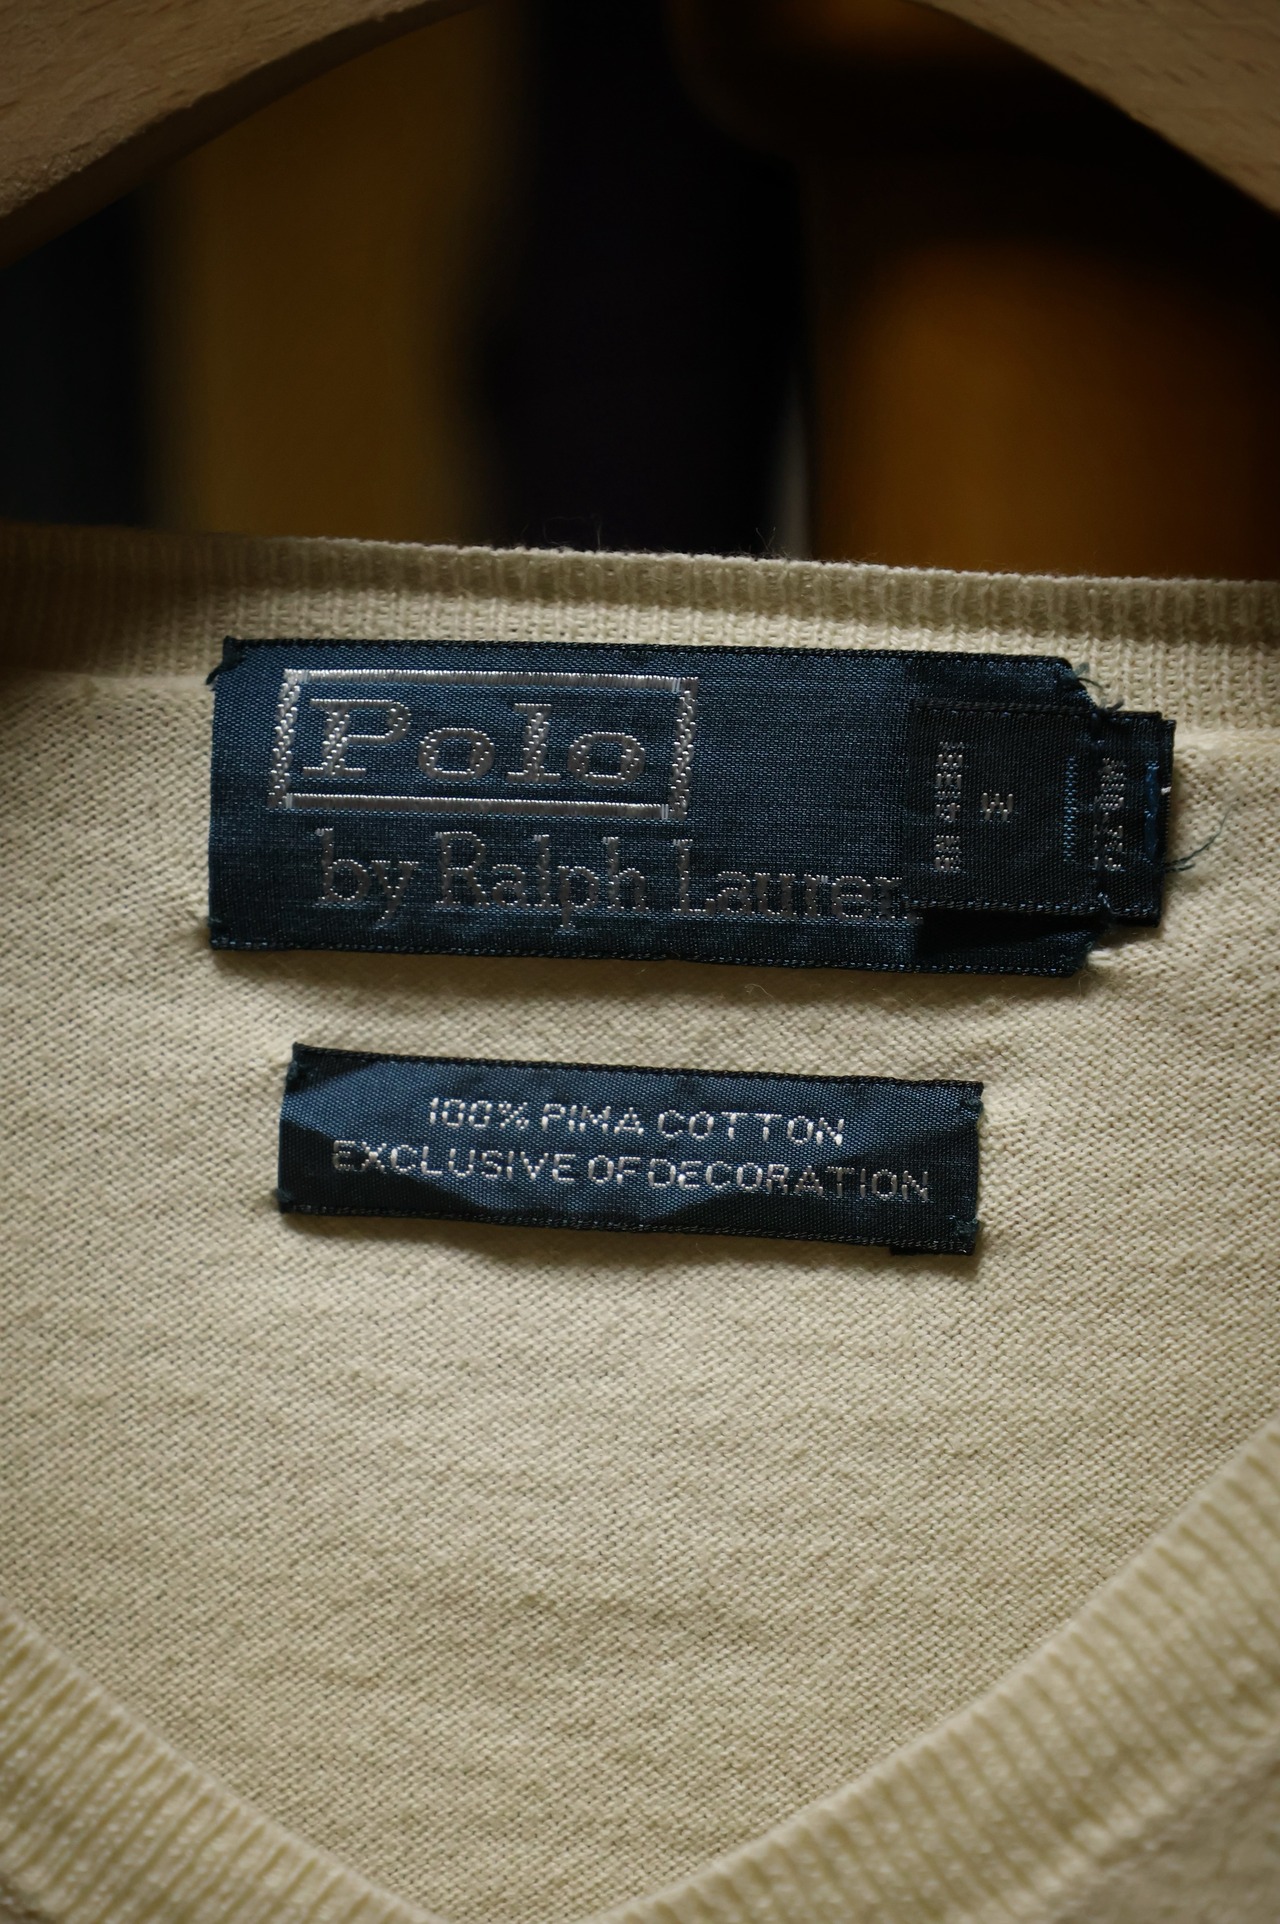 Polo
by Ralph Lauren
M
100% PIMA COTTON
EXCLUSIVE OF DECORATION